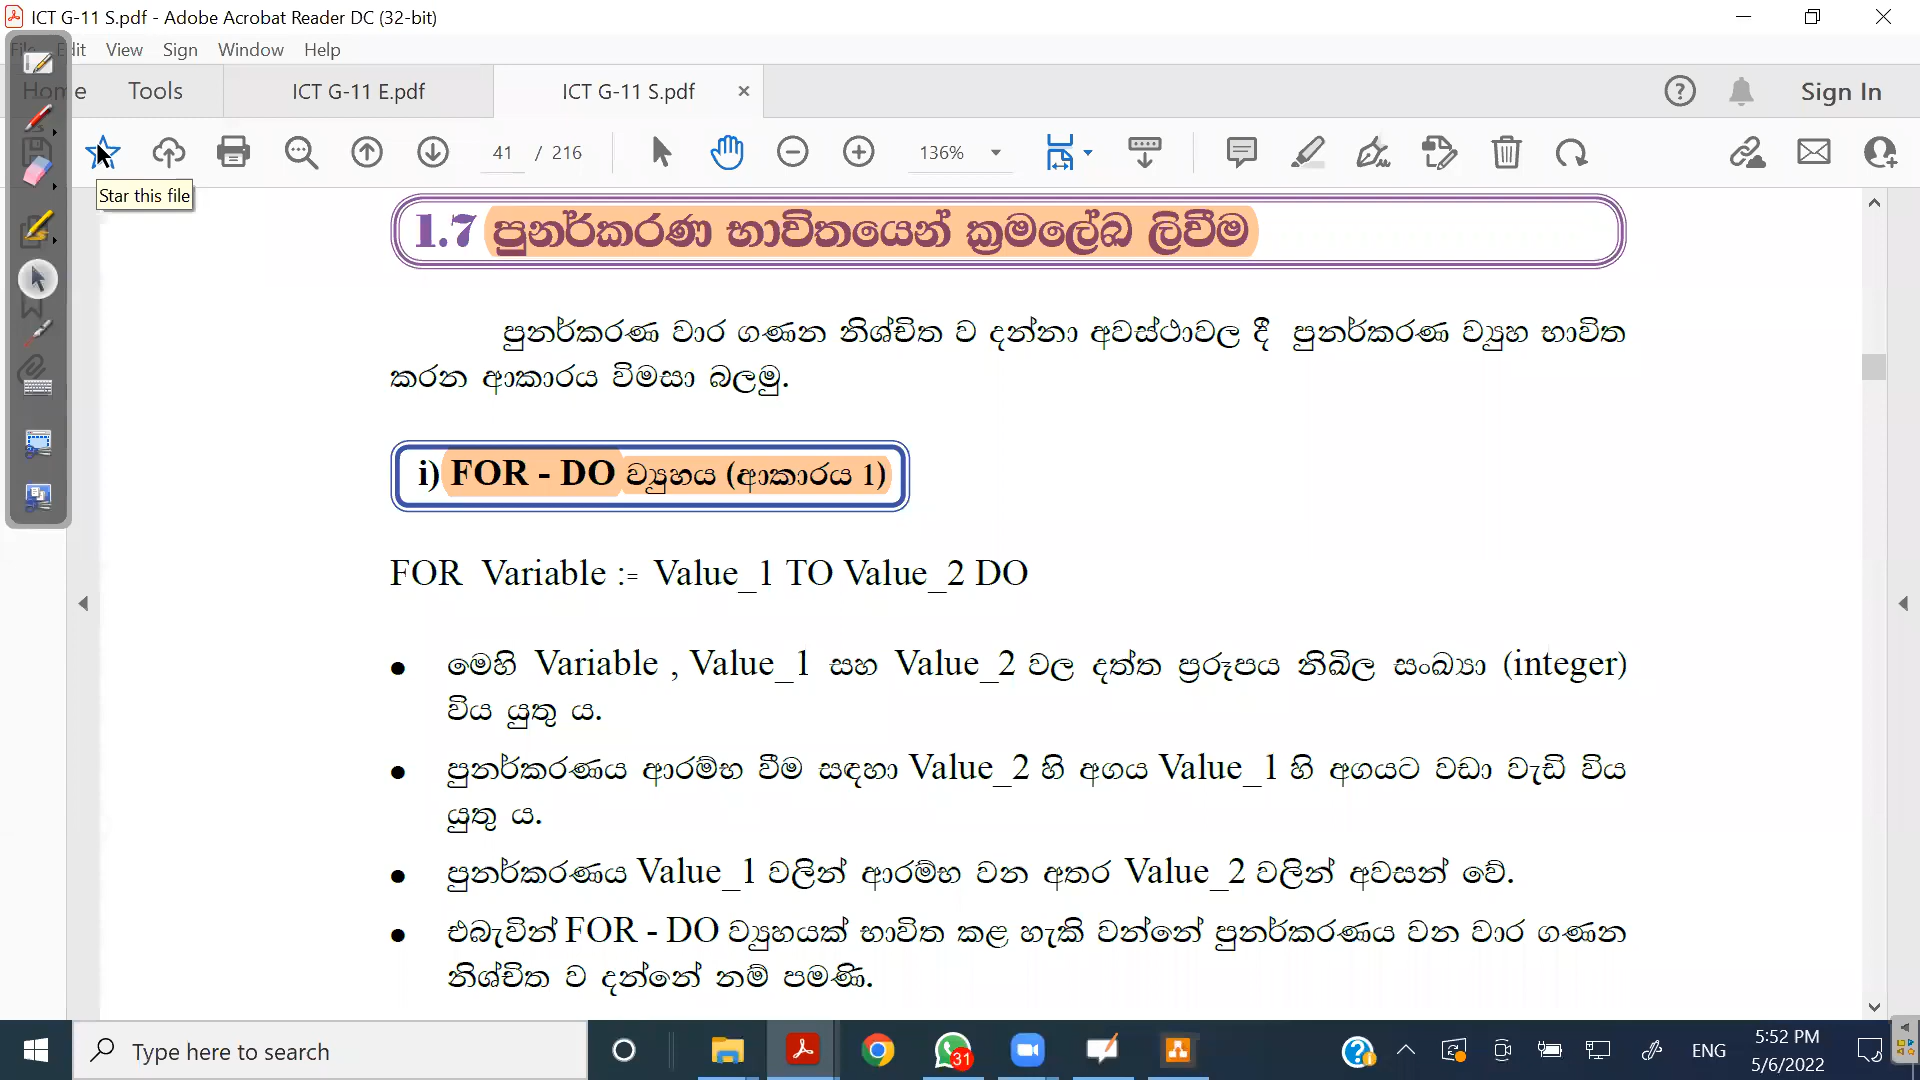 ICT G-11 S.pdf - Adobe Acrobat Reader DC (32-bit)
File Edit View Sign Window Help
Home Tools ICT G-11 E.pdf ICT G-11 S.pdf Sign In
41 / 216 136%
Star this file
1.7 පුනර්කරණ භාවිතයෙන් ක්‍රමලේඛ ලිවීම
පුනර්කරණ වාර ගණන නිශ්චිත ව දන්නා අවස්ථාවල දී පුනර්කරණ ව්‍යුහ භාවිත
කරන ආකාරය විමසා බලමු.
i) FOR - DO ව්‍යුහය (ආකාරය 1)
FOR Variable := Value_1 TO Value_2 DO
● මෙහි Variable , Value_1 සහ Value_2 වල දත්ත ප්‍රරූපය නිඛිල සංඛ්‍යා (integer)
විය යුතු ය.
● පුනර්කරණය ආරම්භ වීම සඳහා Value_2 හි අගය Value_1 හි අගයට වඩා වැඩි විය
යුතු ය.
● පුනර්කරණය Value_1 වලින් ආරම්භ වන අතර Value_2 වලින් අවසන් වේ.
● එබැවින් FOR - DO ව්‍යුහයක් භාවිත කළ හැකි වන්නේ පුනර්කරණය වන වාර ගණන
නිශ්චිත ව දන්නේ නම් පමණි.
Type here to search
31
ENG
5:52 PM
5/6/2022